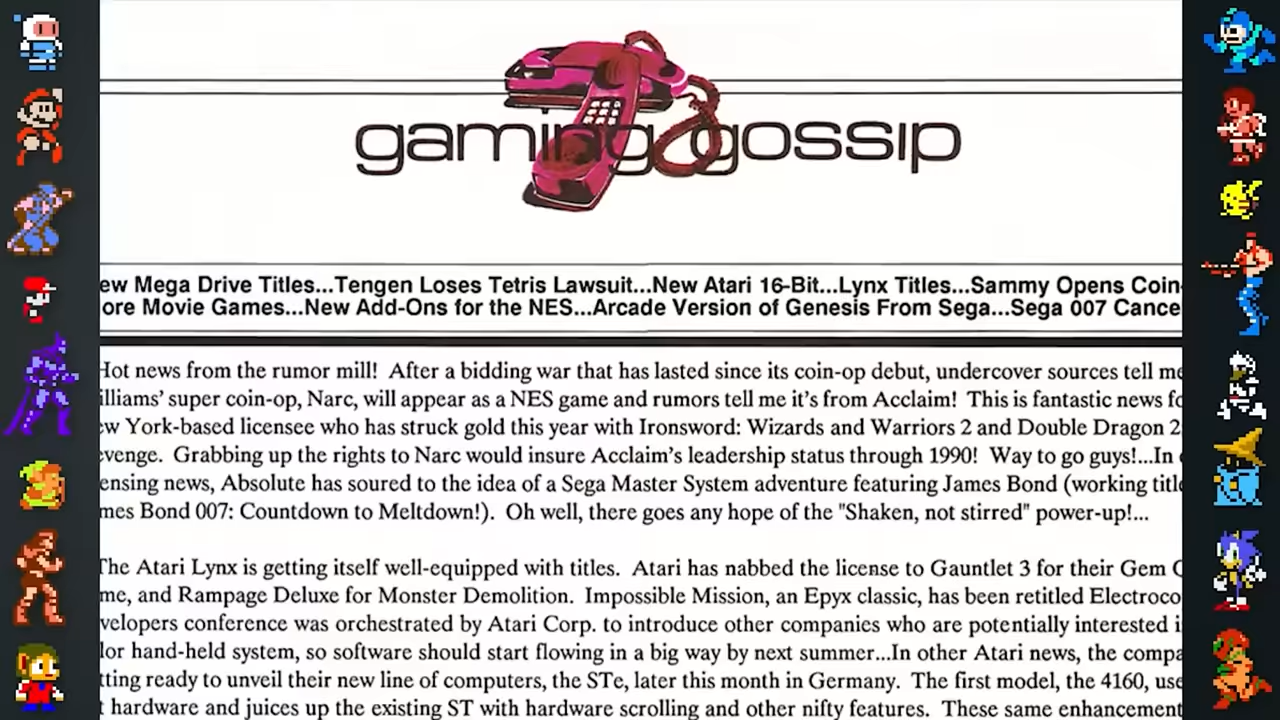 gaming gossip
ew Mega Drive Titles...Tengen Loses Tetris Lawsuit...New Atari 16-Bit...Lynx Titles...Sammy Opens Coin-
ore Movie Games...New Add-Ons for the NES...Arcade Version of Genesis From Sega...Sega 007 Cance
Hot news from the rumor mill! After a bidding war that has lasted since its coin-op debut, undercover sources tell me
illiams' super coin-op, Narc, will appear as a NES game and rumors tell me it's from Acclaim! This is fantastic news fo
ew York-based licensee who has struck gold this year with Ironsword: Wizards and Warriors 2 and Double Dragon 2
evenge. Grabbing up the rights to Narc would insure Acclaim's leadership status through 1990! Way to go guys!...In
ensing news, Absolute has soured to the idea of a Sega Master System adventure featuring James Bond (working title
mes Bond 007: Countdown to Meltdown!). Oh well, there goes any hope of the "Shaken, not stirred" power-up!...
The Atari Lynx is getting itself well-equipped with titles. Atari has nabbed the license to Gauntlet 3 for their Gem
me, and Rampage Deluxe for Monster Demolition. Impossible Mission, an Epyx classic, has been retitled Electroco
velopers conference was orchestrated by Atari Corp. to introduce other companies who are potentially interested i
lor hand-held system, so software should start flowing in a big way by next summer...In other Atari news, the compa
tting ready to unveil their new line of computers, the STe, later this month in Germany. The first model, the 4160, use
t hardware and juices up the existing ST with hardware scrolling and other nifty features. These same enhancement